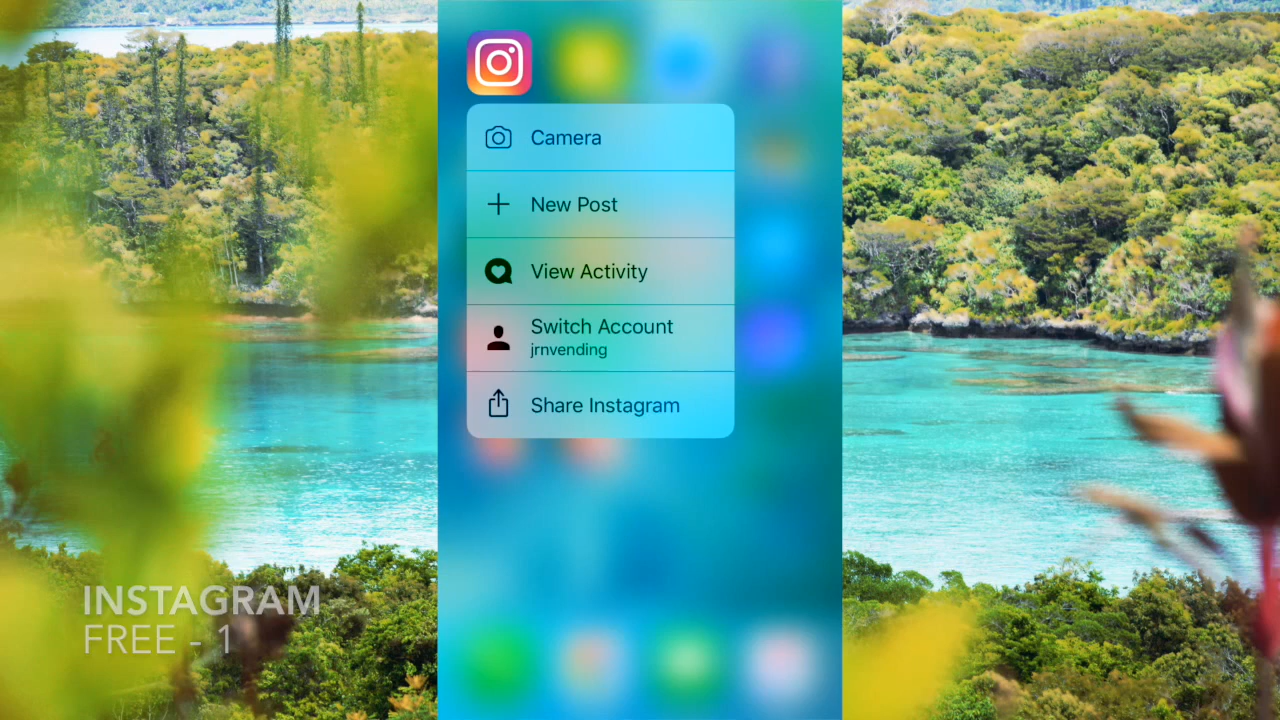 Camera
New Post
View Activity
Switch Account
jrnvending
Share Instagram
INSTAGRAM
FREE - 1